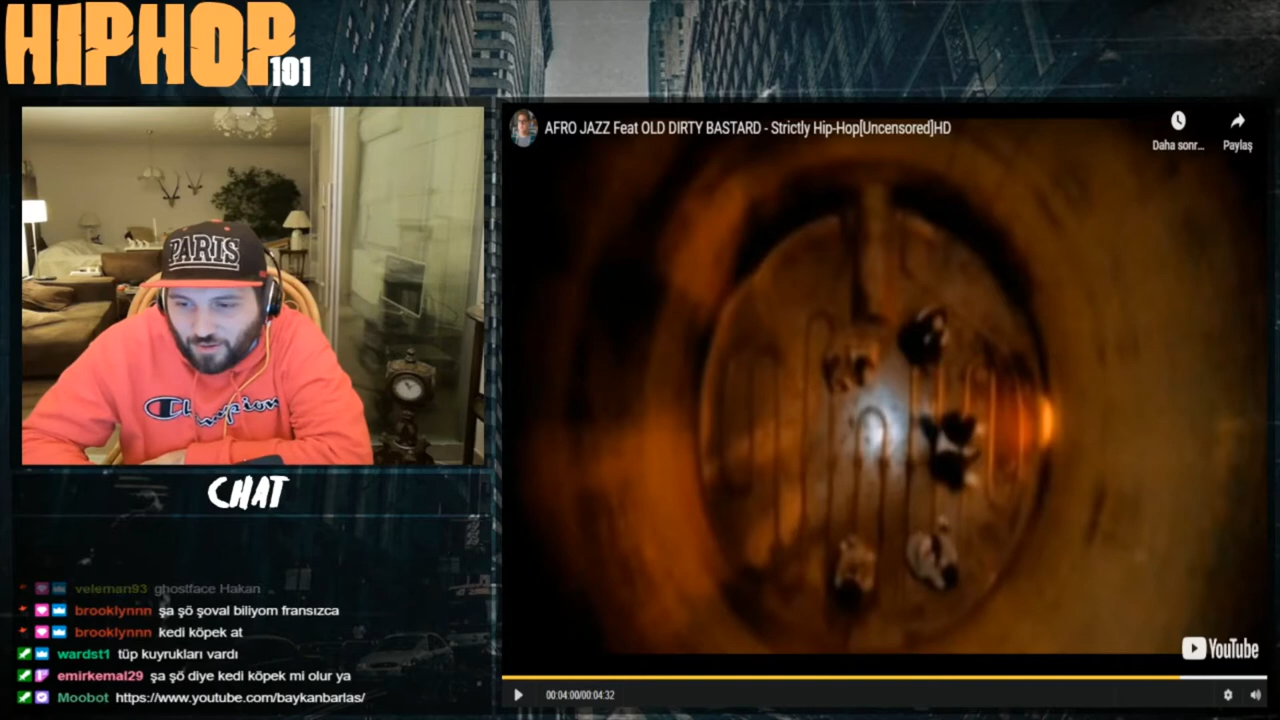 HIPHOP
101
AFRO JAZZ Feat OLD DIRTY BASTARD - Strictly Hip-Hop[Uncensored]HD
Daha sonr...
Paylaş
PARIS
Champion
CHAT
veleman93 ghostface Hakan
brooklynnn şa şö şoval biliyom fransızca
brooklynnn kedi köpek at
wardst1 tüp kuyrukları vardı
emirkemal29 şa şö diye kedi köpek mi olur ya
Moobot https://www.youtube.com/baykanbarlas/
YouTube
00:04:00/00:04:32